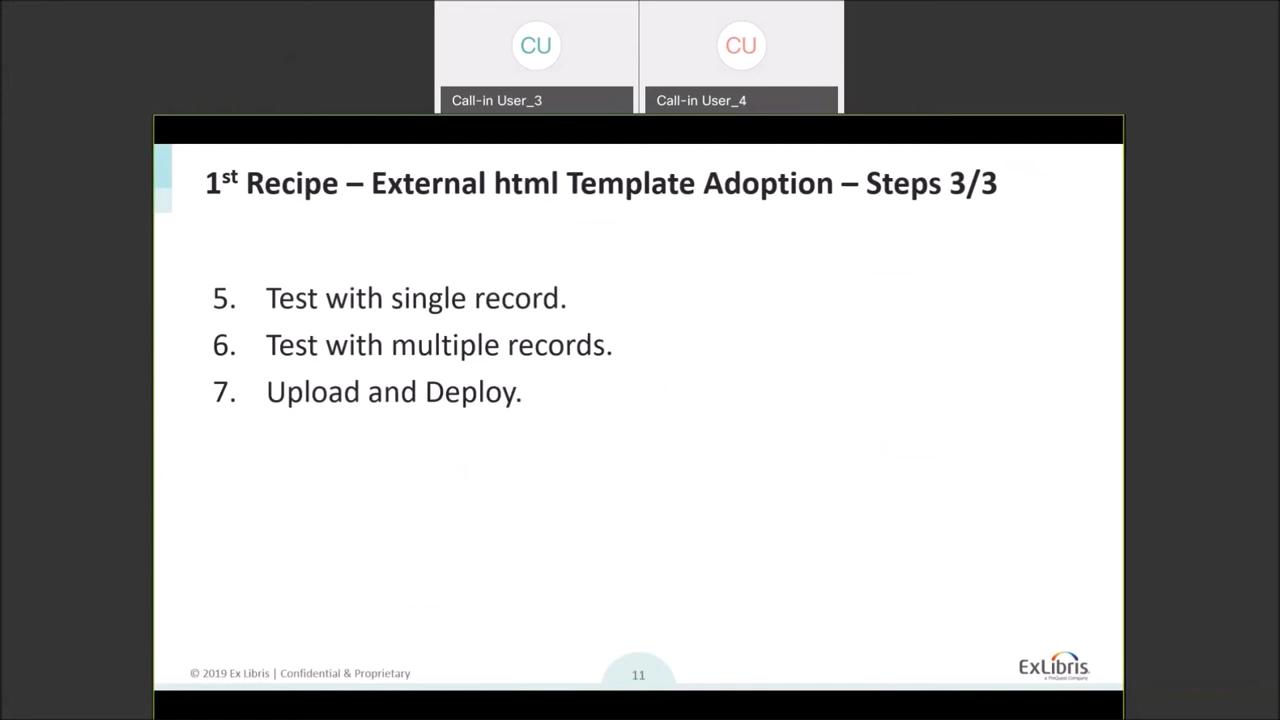 CU
CU
Call-in User_3
Call-in User_4
1st Recipe – External html Template Adoption – Steps 3/3
5. Test with single record.
6. Test with multiple records.
7. Upload and Deploy.
© 2019 Ex Libris | Confidential & Proprietary
11
ExLibris
a ProQuest Company